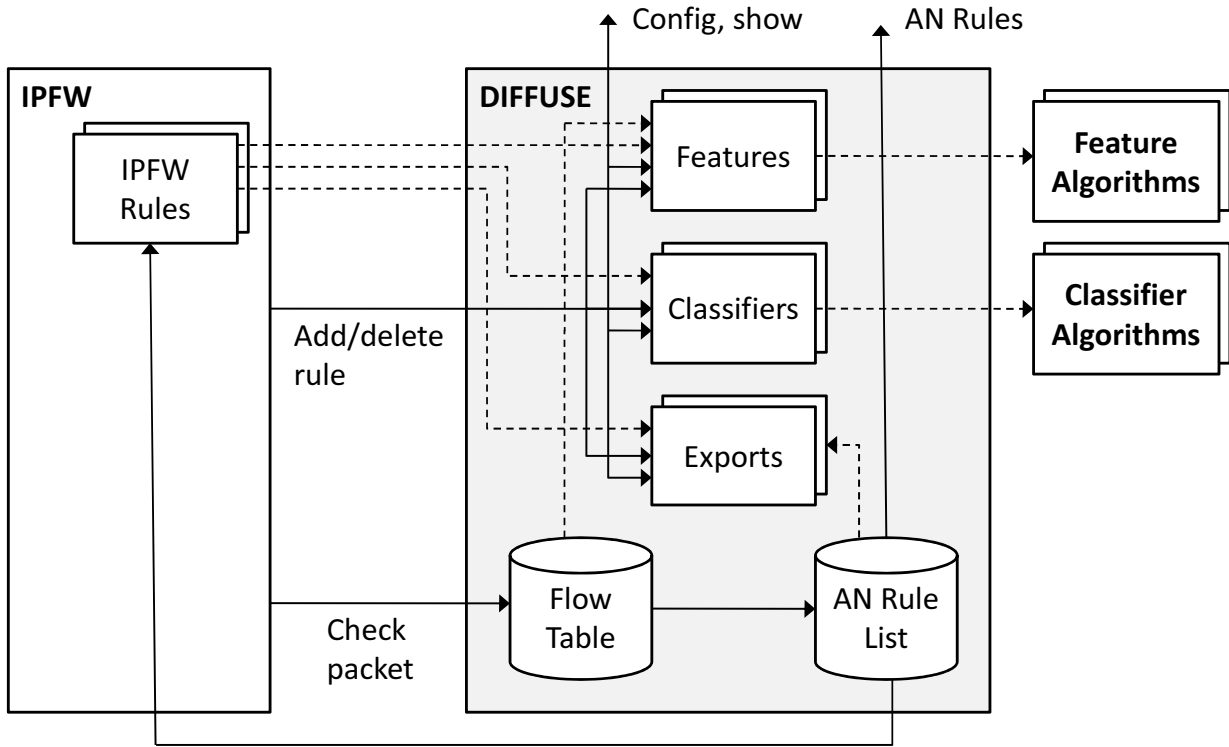 Config, show
AN Rules
IPFW
DIFFUSE
IPFW
Rules
Features
Feature
Algorithms
Classifiers
Classifier
Algorithms
Add/delete
rule
Exports
Flow
Table
AN Rule
List
Check
packet